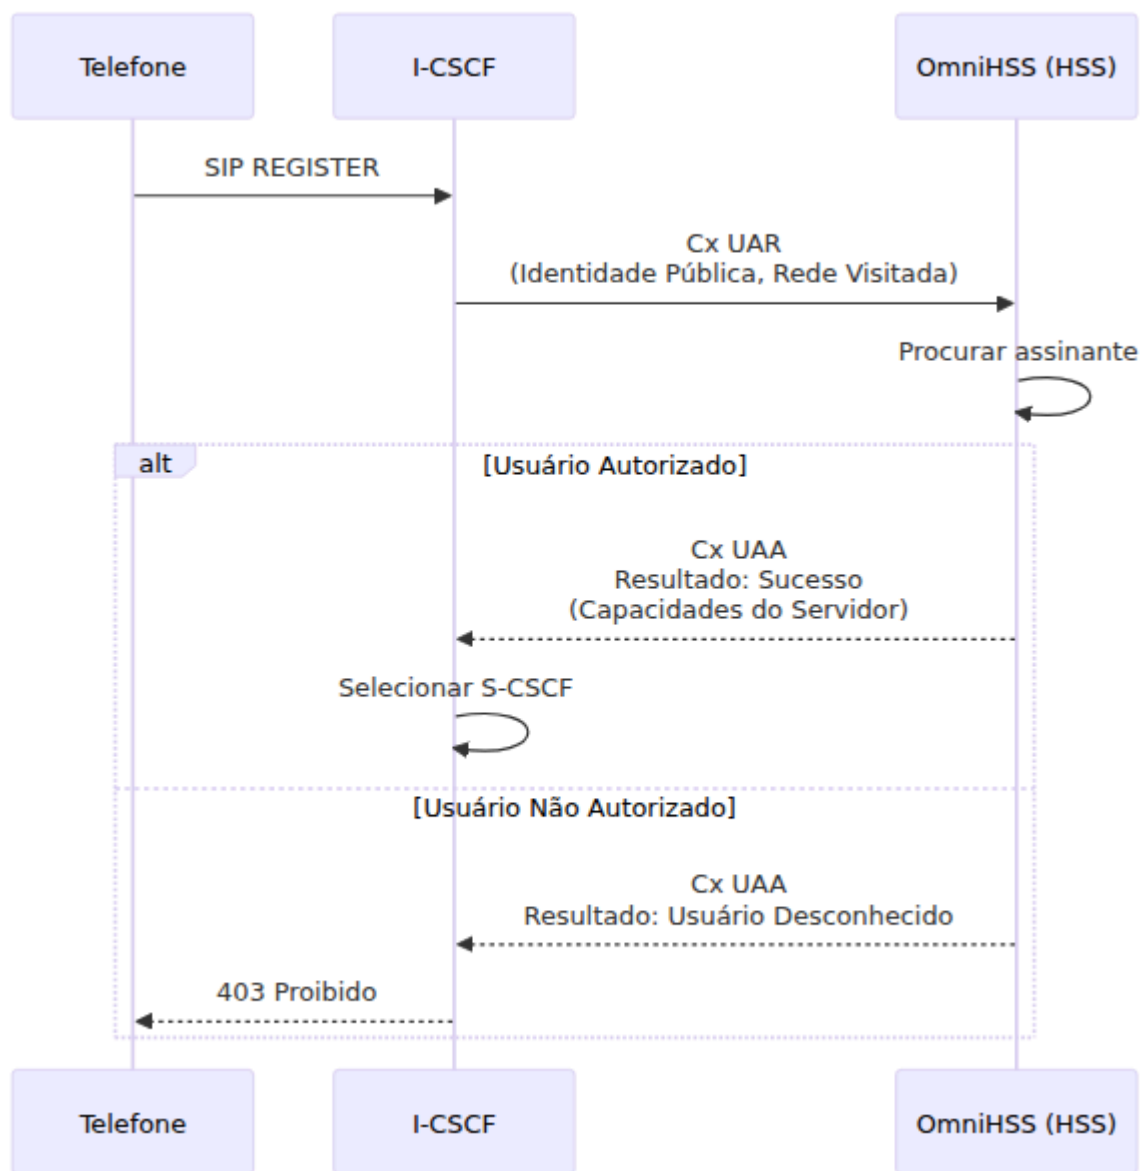 Telefone
I-CSCF
OmniHSS (HSS)
SIP REGISTER
Cx UAR
(Identidade Pública, Rede Visitada)
Procurar assinante
alt
[Usuário Autorizado]
Cx UAA
Resultado: Sucesso
(Capacidades do Servidor)
Selecionar S-CSCF
[Usuário Não Autorizado]
Cx UAA
Resultado: Usuário Desconhecido
403 Proibido
Telefone
I-CSCF
OmniHSS (HSS)